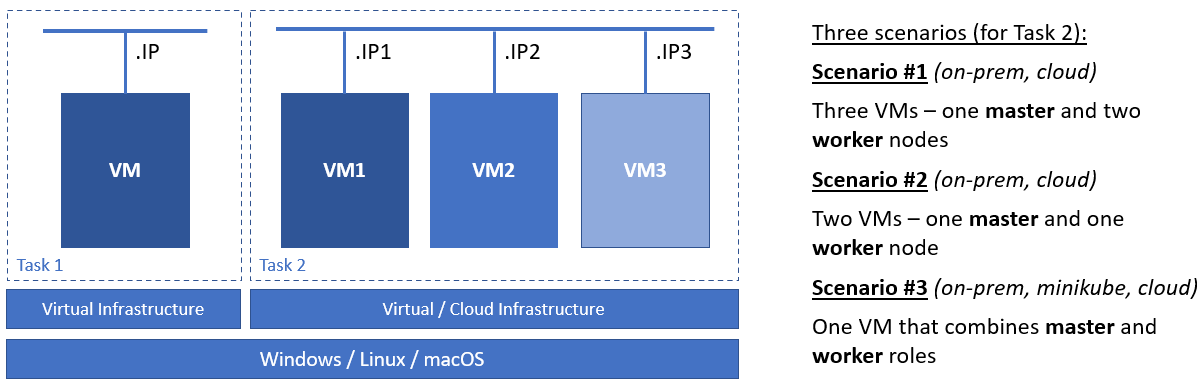 .IP
VM
Task 1
.IP1
.IP2
.IP3
VM1
VM2
VM3
Task 2
Virtual Infrastructure
Virtual / Cloud Infrastructure
Windows / Linux / macOS
Three scenarios (for Task 2):
Scenario #1 (on-prem, cloud)
Three VMs – one master and two
worker nodes
Scenario #2 (on-prem, cloud)
Two VMs – one master and one
worker node
Scenario #3 (on-prem, minikube, cloud)
One VM that combines master and
worker roles